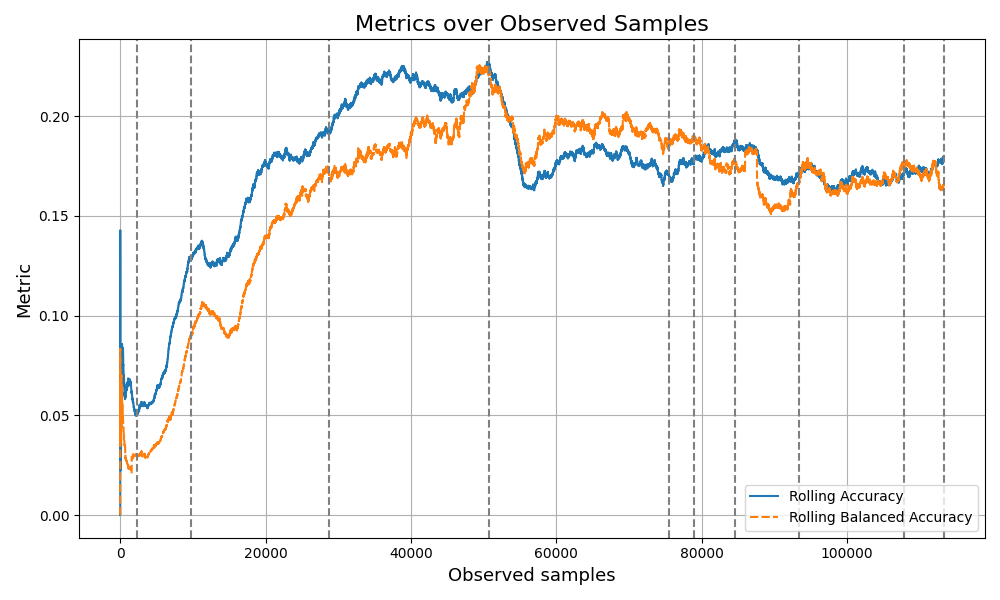 Metrics over Observed Samples
Metric
0.20
0.15
0.10
0.05
0.00
0
20000
40000
60000
80000
100000
Observed samples
Rolling Accuracy
Rolling Balanced Accuracy